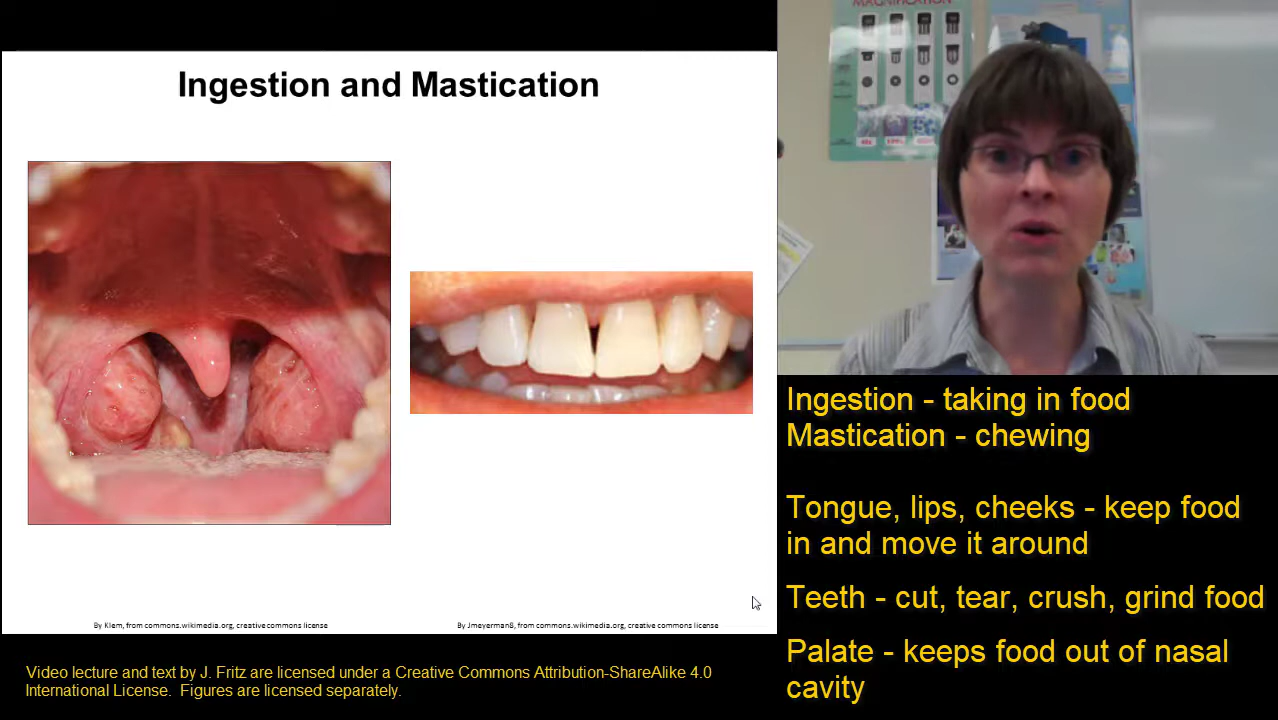 MAGNIFICATION
Ingestion and Mastication
Ingestion - taking in food
Mastication - chewing
Tongue, lips, cheeks - keep food
in and move it around
Teeth - cut, tear, crush, grind food
Palate - keeps food out of nasal
cavity
By Klem, from commons.wikimedia.org, creative commons license
By Jmeyerman8, from commons.wikimedia.org, creative commons license
Video lecture and text by J. Fritz are licensed under a Creative Commons Attribution-ShareAlike 4.0
International License.  Figures are licensed separately.